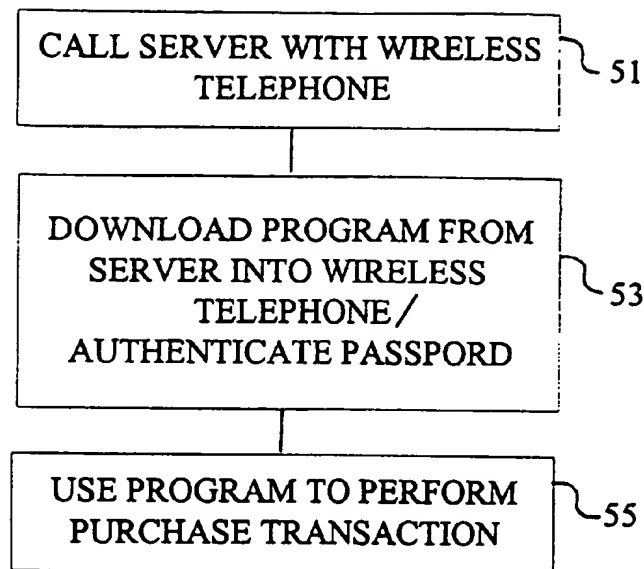 CALL SERVER WITH WIRELESS
TELEPHONE
51
DOWNLOAD PROGRAM FROM
SERVER INTO WIRELESS
TELEPHONE/
AUTHENTICATE PASSPORD
53
USE PROGRAM TO PERFORM
PURCHASE TRANSACTION
55